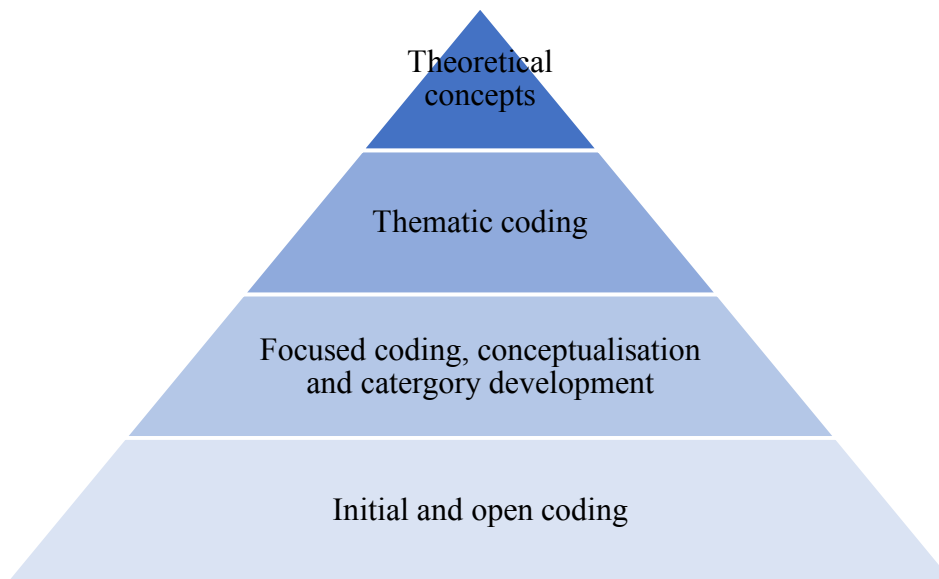 Theoretical
concepts
Thematic coding
Focused coding, conceptualisation
and catergory development
Initial and open coding